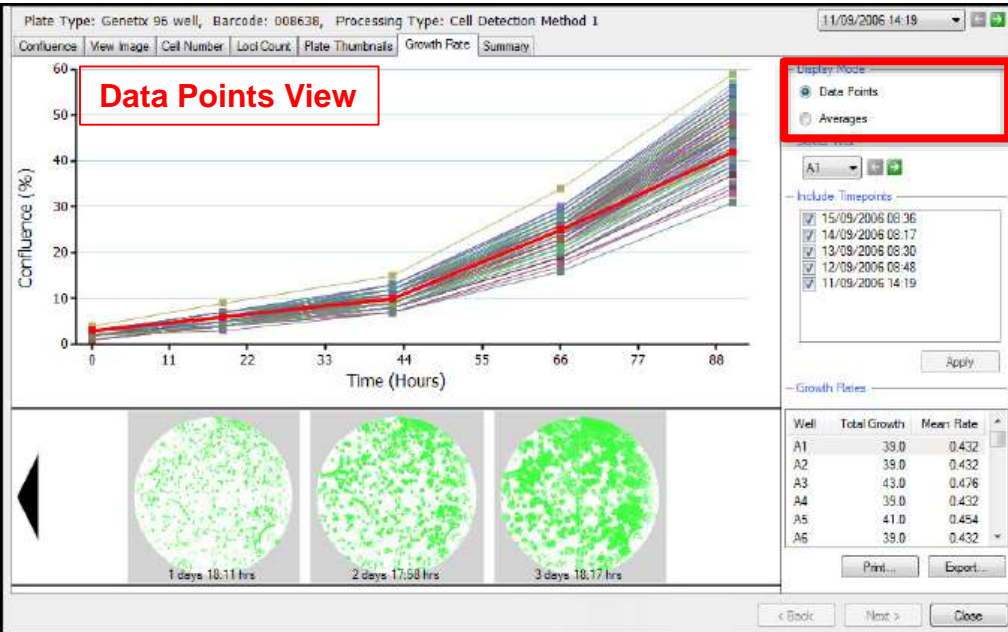 Plate Type: Genetix 96 well, Barcode: 008638, Processing Type: Cell Detection Method 1
11/09/2006 14:19
Confluence View Image Cell Number Loci Count Plate Thumbnails Growth Rate Summary
Data Points View
60
50
40
30
20
10
0
Confluence (%)
0 11 22 33 44 55 66 77 88
Time (Hours)
1 days 18.11 hrs
2 days 17.58 hrs
3 days 18.17 hrs
Display Mode
Data Points
Averages
A1
Include Timepoints
15/09/2006 08:36
14/09/2006 08:17
13/09/2006 08:30
12/09/2006 08:48
11/09/2006 14:19
Apply
Growth Rates
Well Total Growth Mean Rate
A1 39.0 0.432
A2 39.0 0.432
A3 43.0 0.476
A4 39.0 0.432
A5 41.0 0.454
A6 39.0 0.432
Print... Export...
< Back Next > Close